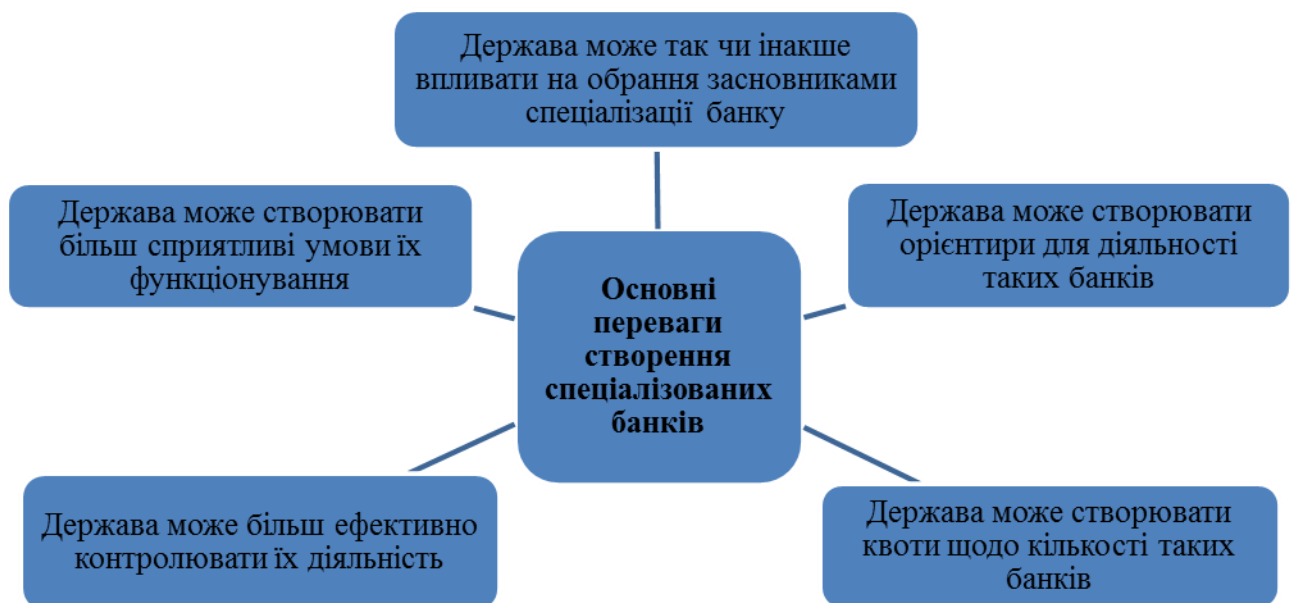 Держава може так чи інакше
впливати на обрання засновниками
спеціалізації банку
Держава може створювати
більш сприятливі умови їх
функціонування
Держава може створювати
орієнтири для діяльності
таких банків
Основні
переваги
створення
спеціалізованих
банків
Держава може більш ефективно
контролювати їх діяльність
Держава може створювати
квоти щодо кількості таких
банків